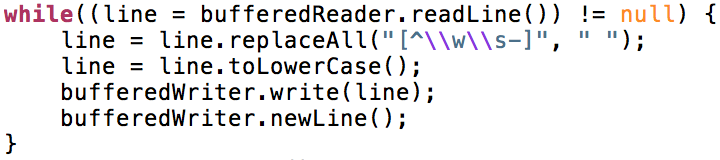 while((line = bufferedReader.readLine()) != null) {
    line = line.replaceAll("[^\\w\\s-]", " ");
    line = line.toLowerCase();
    bufferedWriter.write(line);
    bufferedWriter.newLine();
}